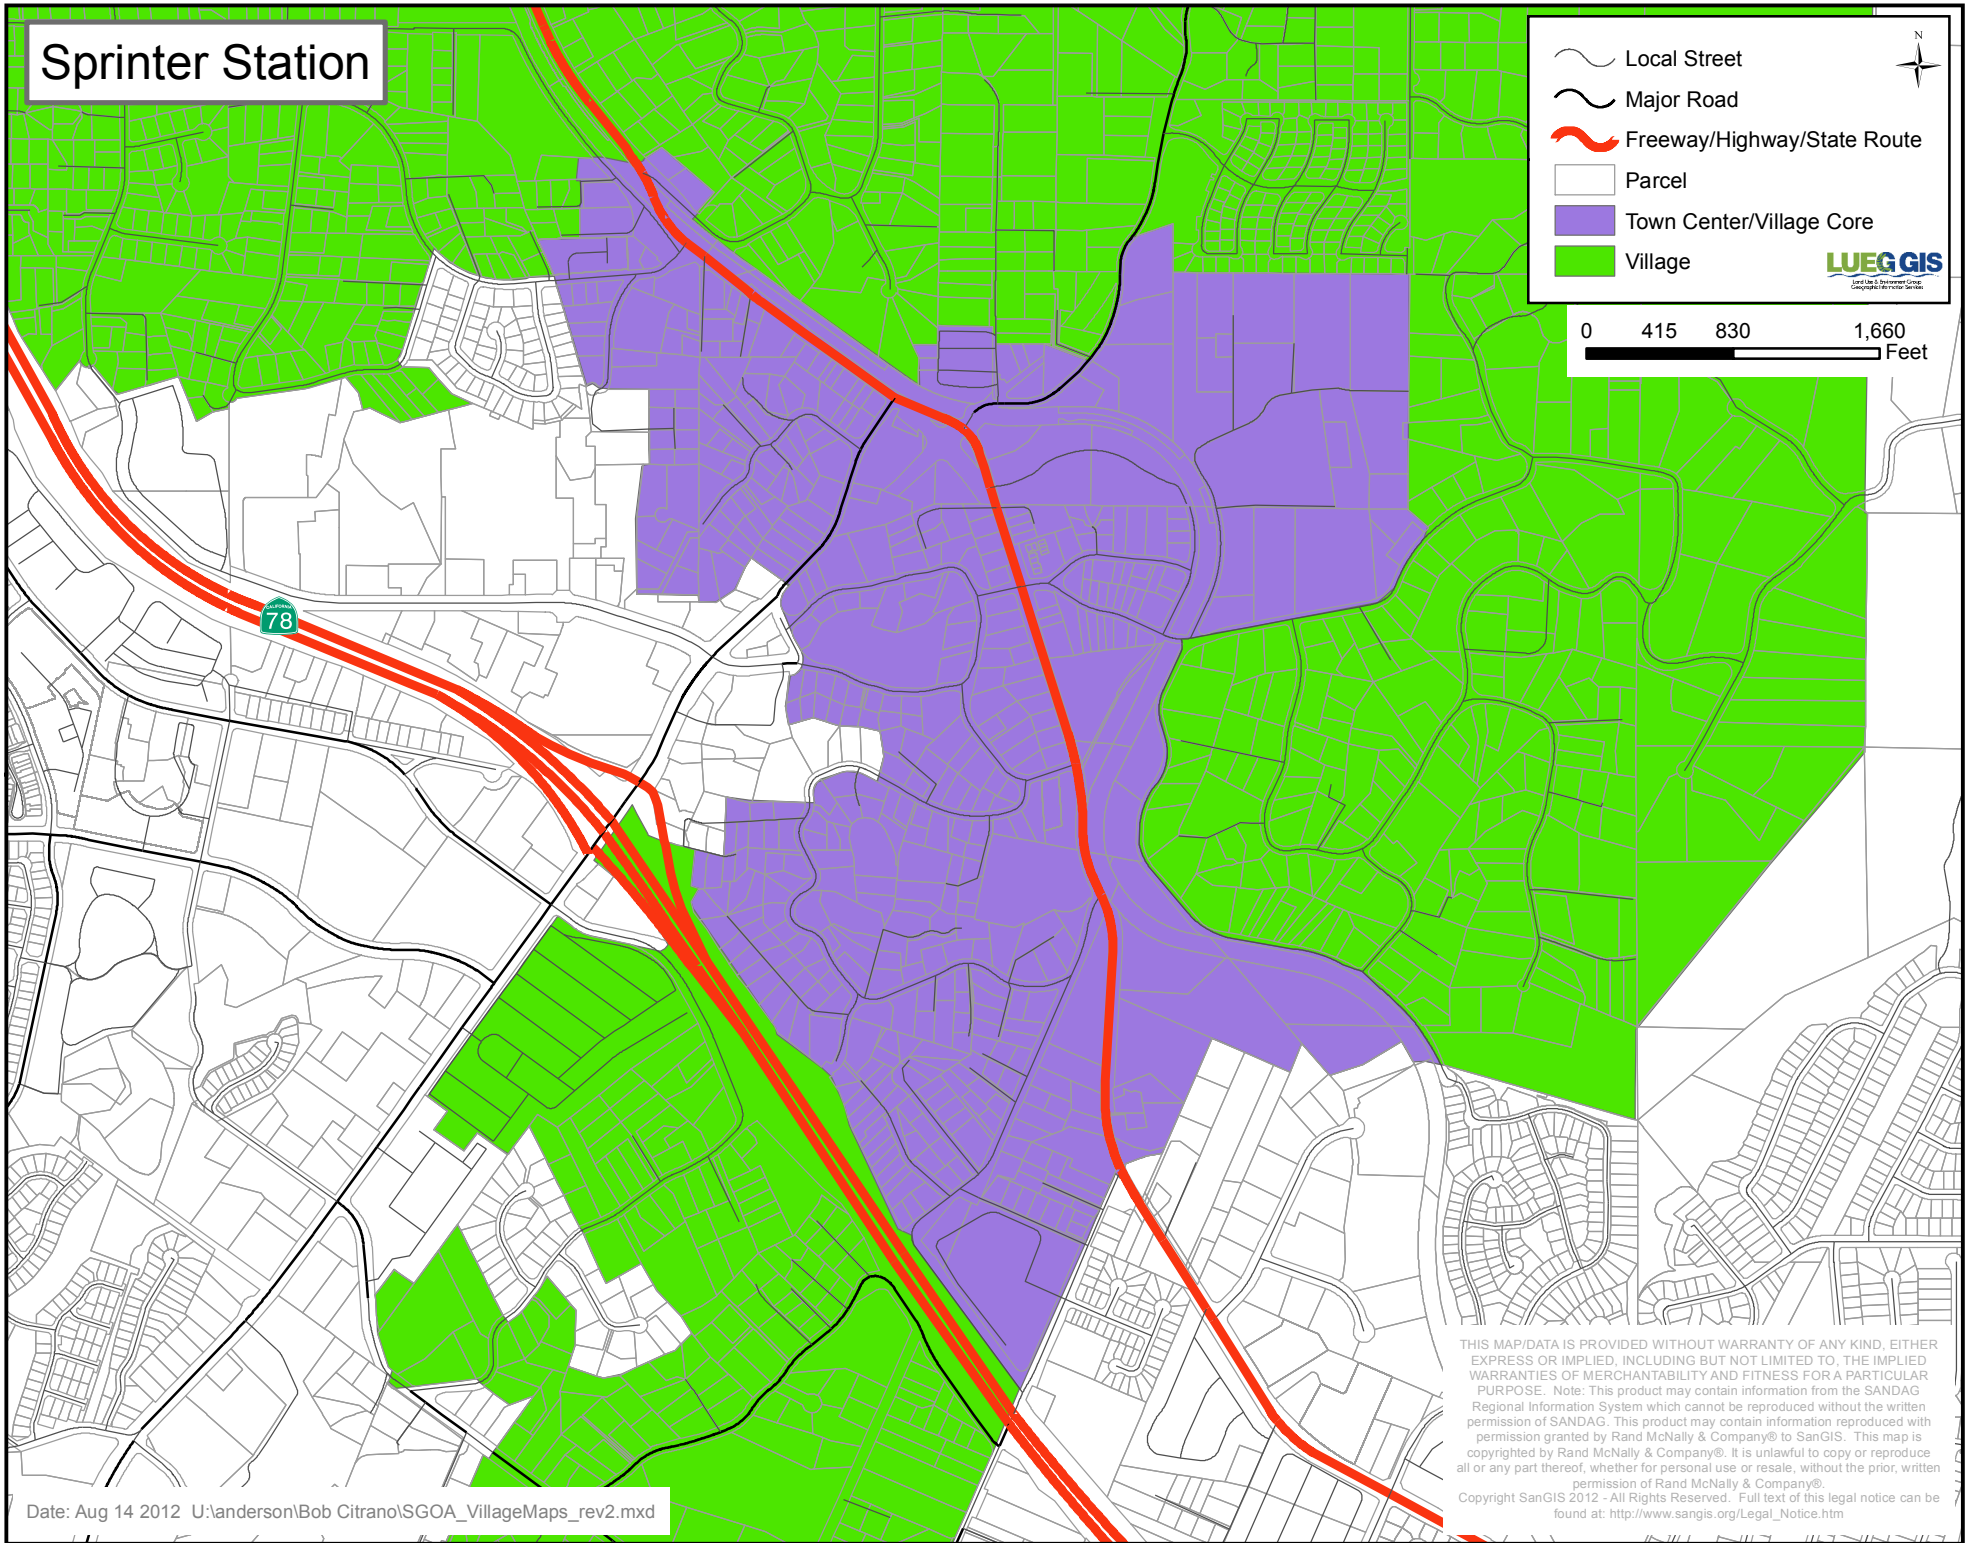 Sprinter Station
N
Local Street
Major Road
Freeway/Highway/State Route
Parcel
Town Center/Village Core
Village
LUEG GIS
Land Use & Environment Group
Geographic Information Services
0 415 830 1,660
Feet
CALIFORNIA
78
THIS MAP/DATA IS PROVIDED WITHOUT WARRANTY OF ANY KIND, EITHER
EXPRESS OR IMPLIED, INCLUDING BUT NOT LIMITED TO, THE IMPLIED
WARRANTIES OF MERCHANTABILITY AND FITNESS FOR A PARTICULAR
PURPOSE. Note: This product may contain information from the SANDAG
Regional Information System which cannot be reproduced without the written
permission of SANDAG. This product may contain information reproduced with
permission granted by Rand McNally & Company® to SanGIS. This map is
copyrighted by Rand McNally & Company®. It is unlawful to copy or reproduce
all or any part thereof, whether for personal use or resale, without the prior, written
permission of Rand McNally & Company®.
Copyright SanGIS 2012 - All Rights Reserved. Full text of this legal notice can be
found at: http://www.sangis.org/Legal_Notice.htm
Date: Aug 14 2012 U:\anderson\Bob Citrano\SGOA_VillageMaps_rev2.mxd